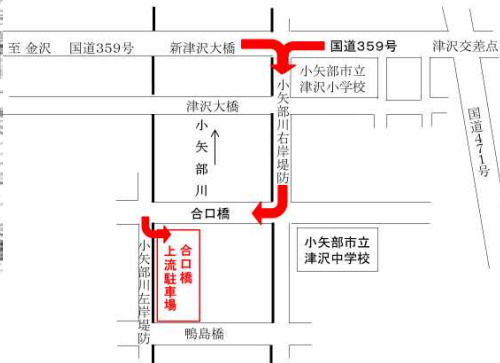 至 金沢 国道359号 新津沢大橋 国道359号 津沢交差点
小矢部市立
津沢小学校
津沢大橋
小矢部川
小矢部川右岸堤防
国道471号
合口橋
小矢部市立
津沢中学校
合口橋
上流駐車場
小矢部川左岸堤防
鴨島橋